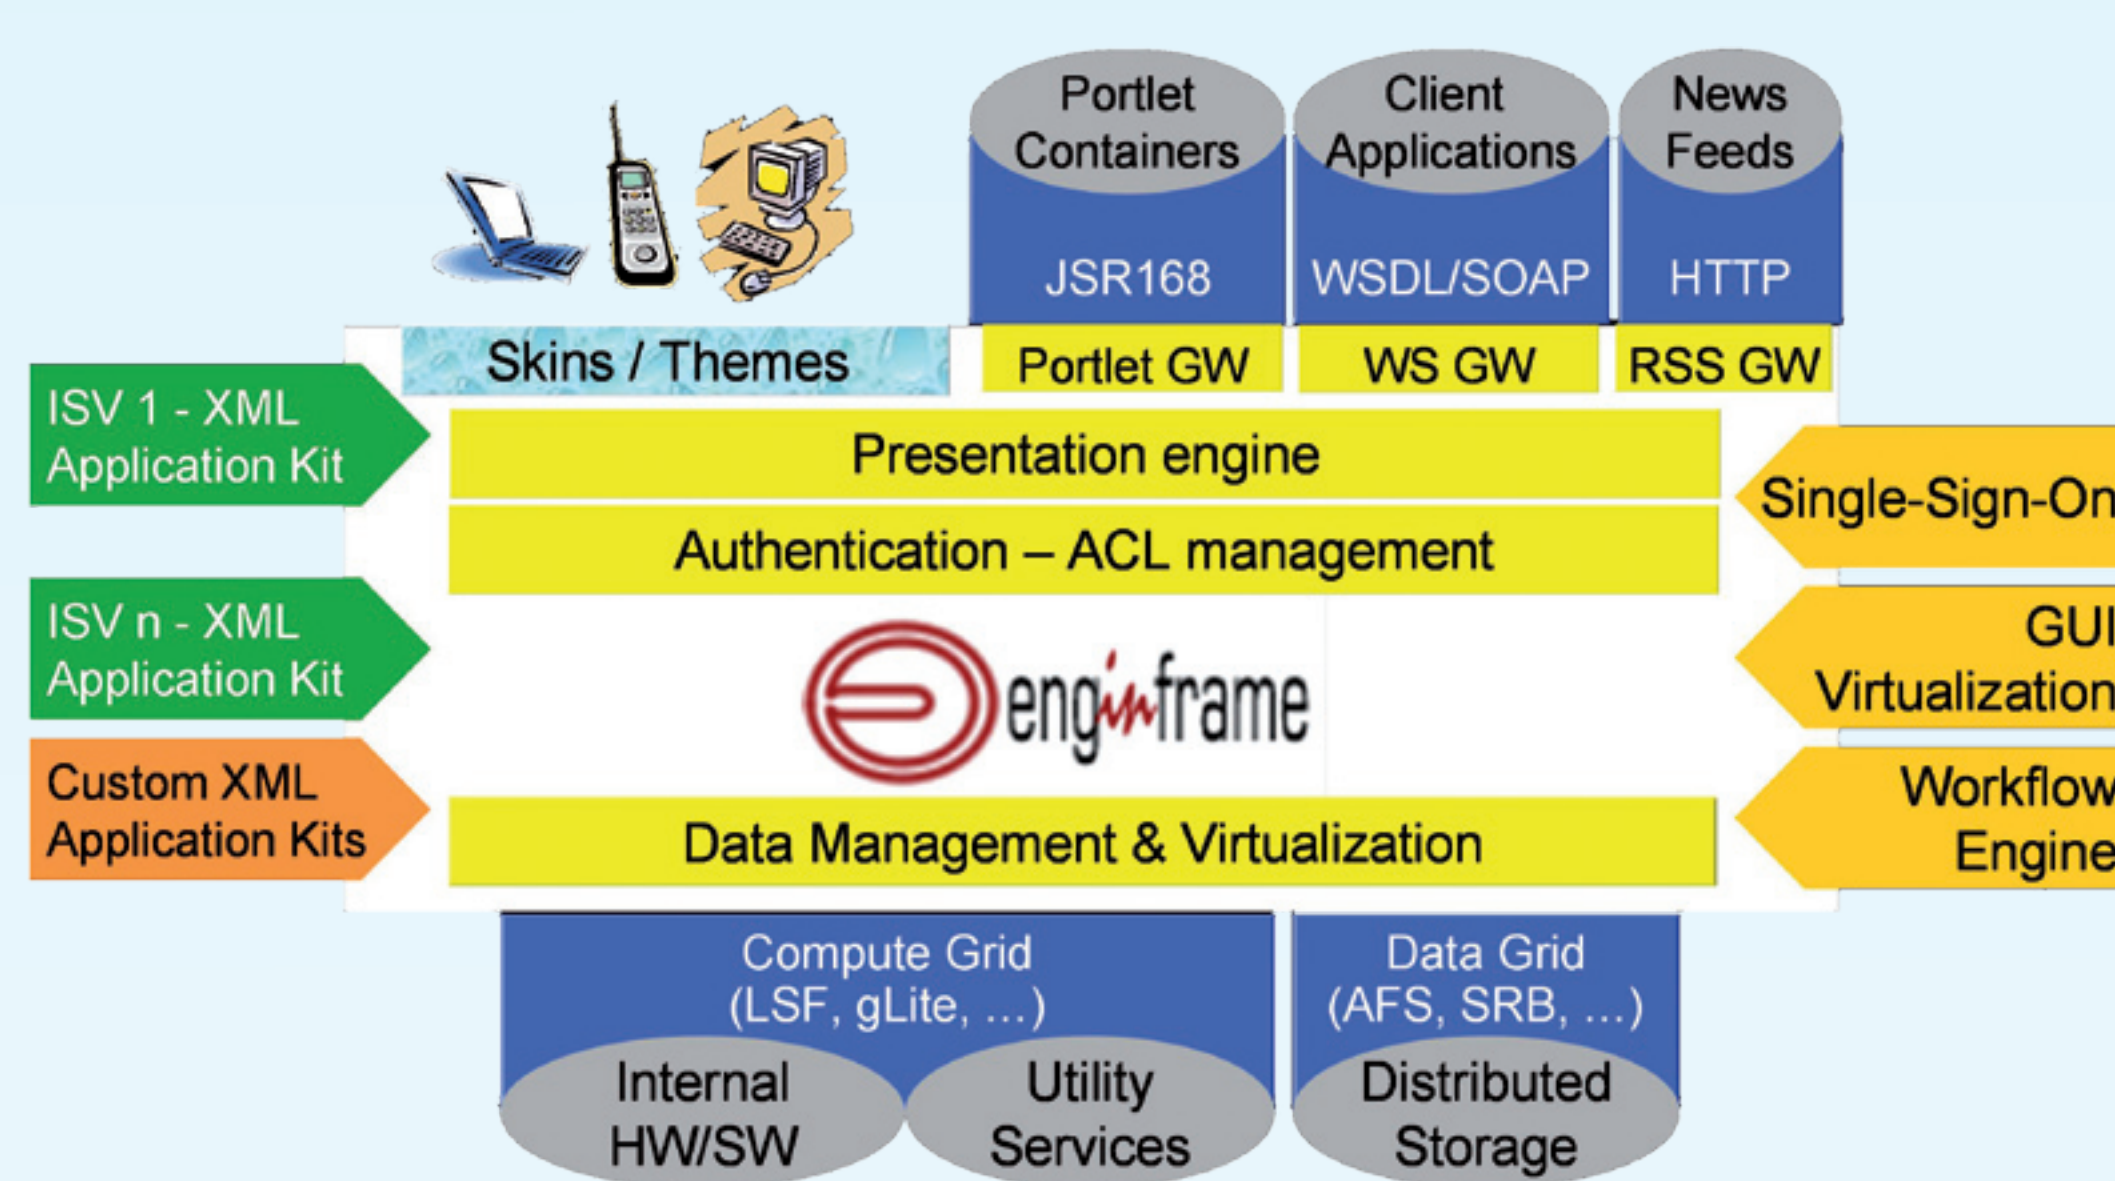 Portlet
Containers
Client
Applications
News
Feeds
JSR168
WSDL/SOAP
HTTP
Skins / Themes
Portlet GW
WS GW
RSS GW
ISV 1 - XML
Application Kit
Presentation engine
Single-Sign-On
Authentication – ACL management
ISV n - XML
Application Kit
enginframe
GUI
Virtualization
Custom XML
Application Kits
Workflow
Engine
Data Management & Virtualization
Compute Grid
(LSF, gLite, ...)
Data Grid
(AFS, SRB, ...)
Internal
HW/SW
Utility
Services
Distributed
Storage